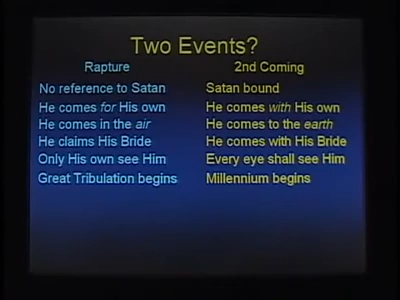 Two Events?
Rapture 2nd Coming
No reference to Satan Satan bound
He comes for His own He comes with His own
He comes in the air He comes to the earth
He claims His Bride He comes with His Bride
Only His own see Him Every eye shall see Him
Great Tribulation begins Millennium begins